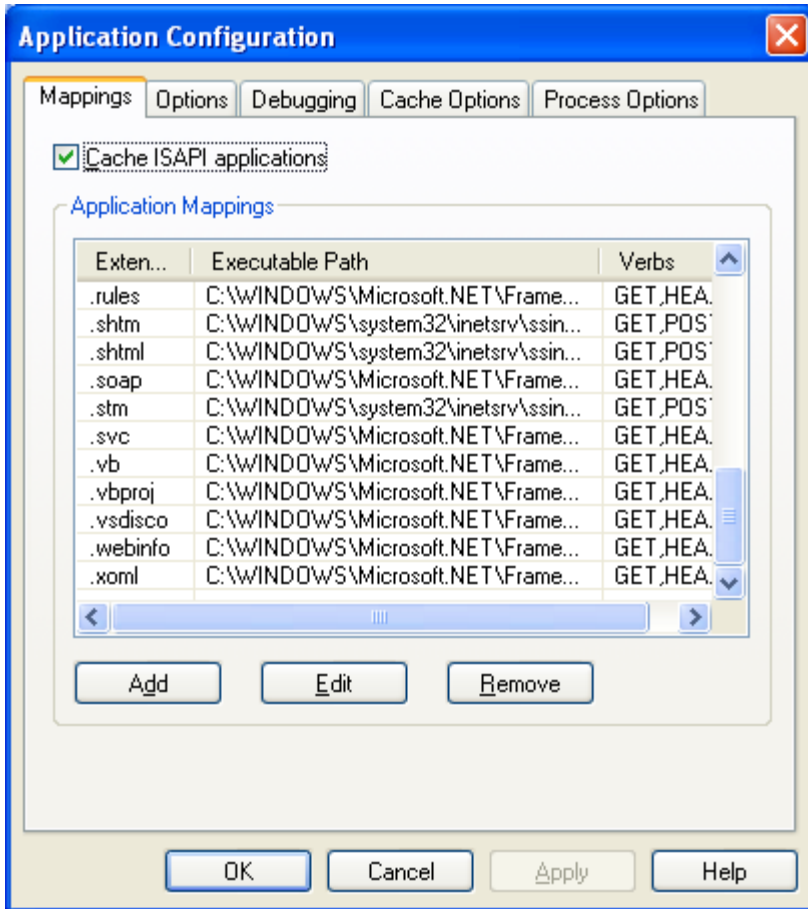 Application Configuration
Mappings Options Debugging Cache Options Process Options
Cache ISAPI applications
Application Mappings
Exten... Executable Path Verbs
.rules C:\WINDOWS\Microsoft.NET\Frame... GET,HEA.
.shtm C:\WINDOWS\system32\inetsrv\ssin... GET,POST
.shtml C:\WINDOWS\system32\inetsrv\ssin... GET,POST
.soap C:\WINDOWS\Microsoft.NET\Frame... GET,HEA.
.stm C:\WINDOWS\system32\inetsrv\ssin... GET,POST
.svc C:\WINDOWS\Microsoft.NET\Frame... GET,HEA.
.vb C:\WINDOWS\Microsoft.NET\Frame... GET,HEA.
.vbproj C:\WINDOWS\Microsoft.NET\Frame... GET,HEA.
.vsdisco C:\WINDOWS\Microsoft.NET\Frame... GET,HEA.
.webinfo C:\WINDOWS\Microsoft.NET\Frame... GET,HEA.
.xoml C:\WINDOWS\Microsoft.NET\Frame... GET,HEA.
Add Edit Remove
OK Cancel Apply Help